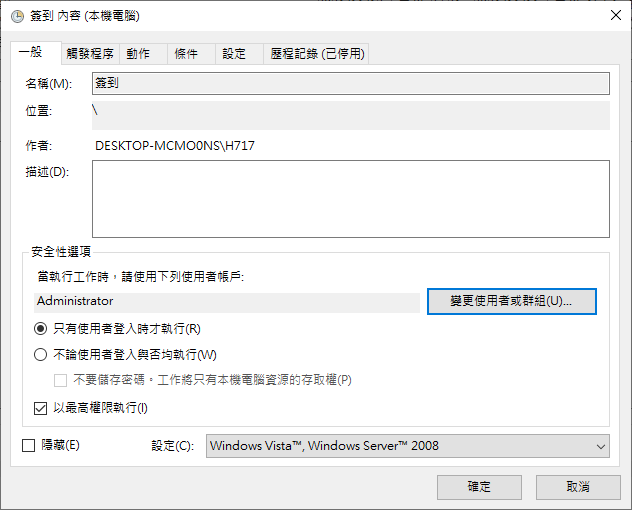 簽到 內容 (本機電腦)
一般 觸發程序 動作 條件 設定 歷程記錄 (已停用)
名稱(M): 簽到
位置: \
作者: DESKTOP-MCMO0NS\H717
描述(D):
安全性選項
當執行工作時，請使用下列使用者帳戶:
Administrator 變更使用者或群組(U)...
只有使用者登入時才執行(R)
不論使用者登入與否均執行(W)
不要儲存密碼。工作將只有本機電腦資源的存取權(P)
以最高權限執行(I)
隱藏(E) 設定(C): Windows Vista™, Windows Server™ 2008
確定 取消